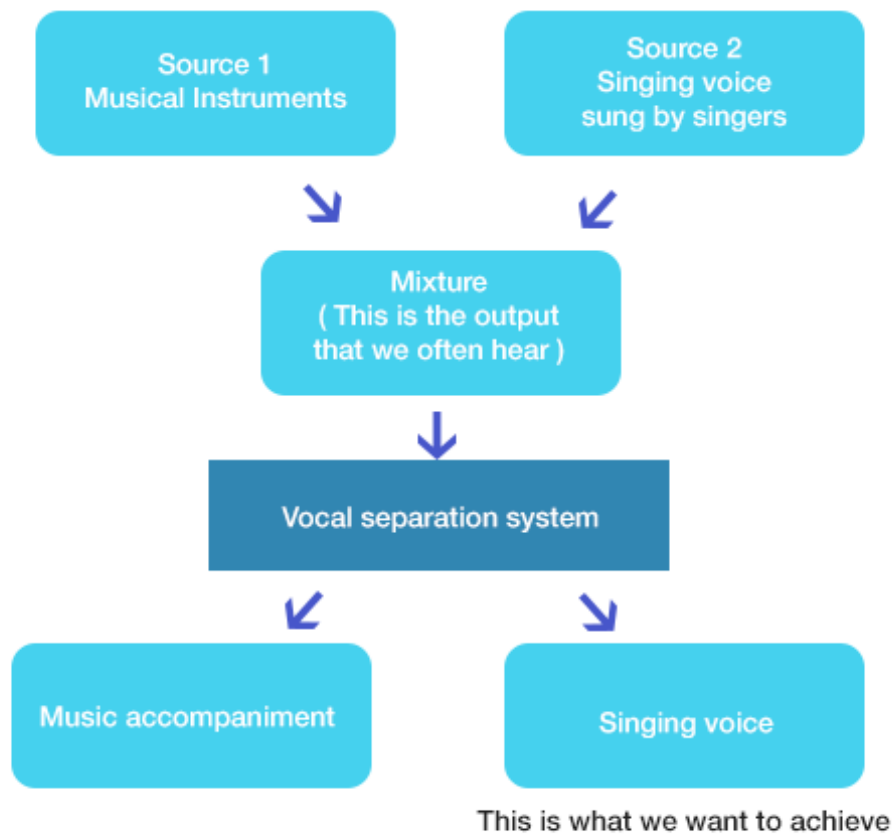 Source 1
Musical Instruments
Source 2
Singing voice
sung by singers
Mixture
( This is the output
that we often hear )
Vocal separation system
Music accompaniment
Singing voice
This is what we want to achieve